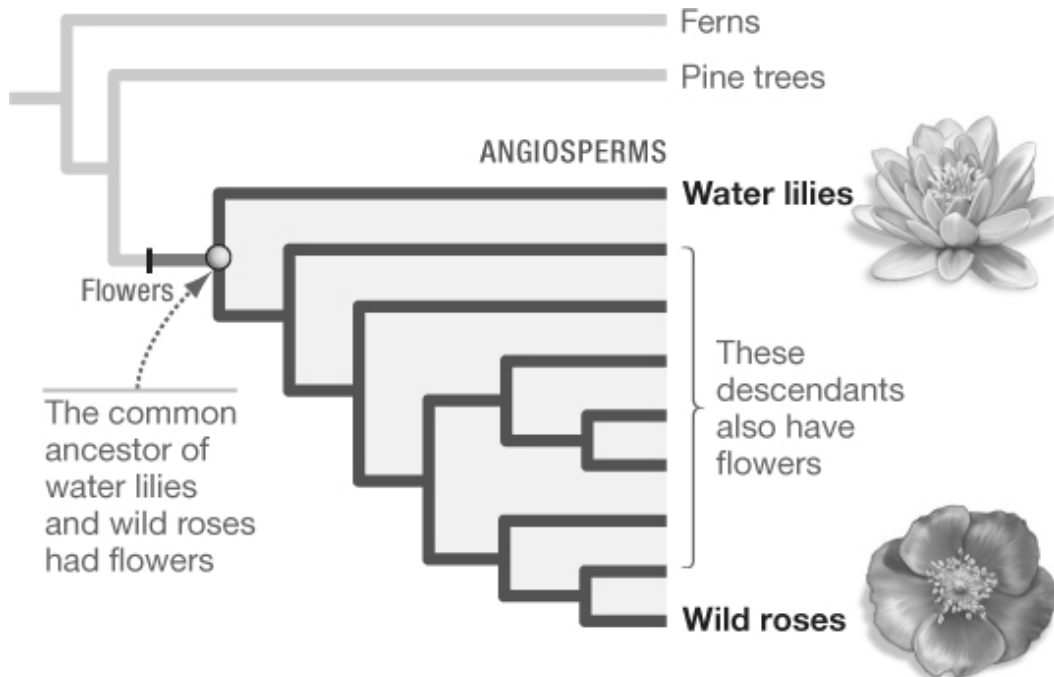 Ferns
Pine trees
ANGIOSPERMS
Water lilies
Flowers
These
descendants
also have
flowers
The common
ancestor of
water lilies
and wild roses
had flowers
Wild roses